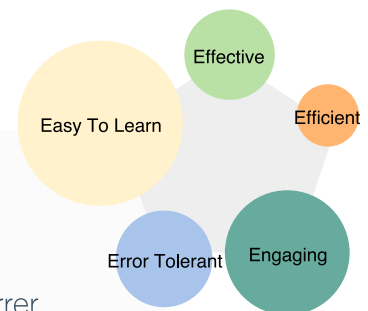 Effective
Efficient
Easy To Learn
Engaging
Error Tolerant